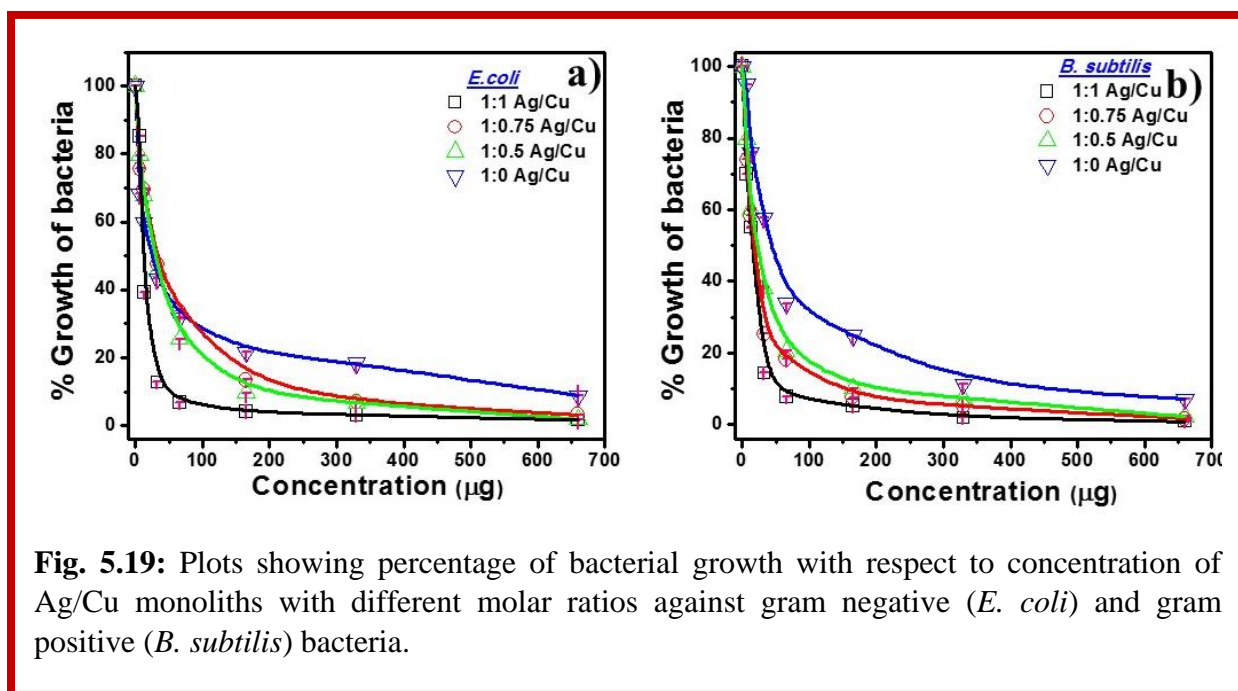 a)
E.coli
1:1 Ag/Cu
1:0.75 Ag/Cu
1:0.5 Ag/Cu
1:0 Ag/Cu
% Growth of bacteria
100
80
60
40
20
0
0 100 200 300 400 500 600 700
Concentration (µg)
b)
B. subtilis
1:1 Ag/Cu
1:0.75 Ag/Cu
1:0.5 Ag/Cu
1:0 Ag/Cu
% Growth of bacteria
100
80
60
40
20
0
0 100 200 300 400 500 600 700
Concentration (µg)
Fig. 5.19: Plots showing percentage of bacterial growth with respect to concentration of
Ag/Cu monoliths with different molar ratios against gram negative (E. coli) and gram
positive (B. subtilis) bacteria.